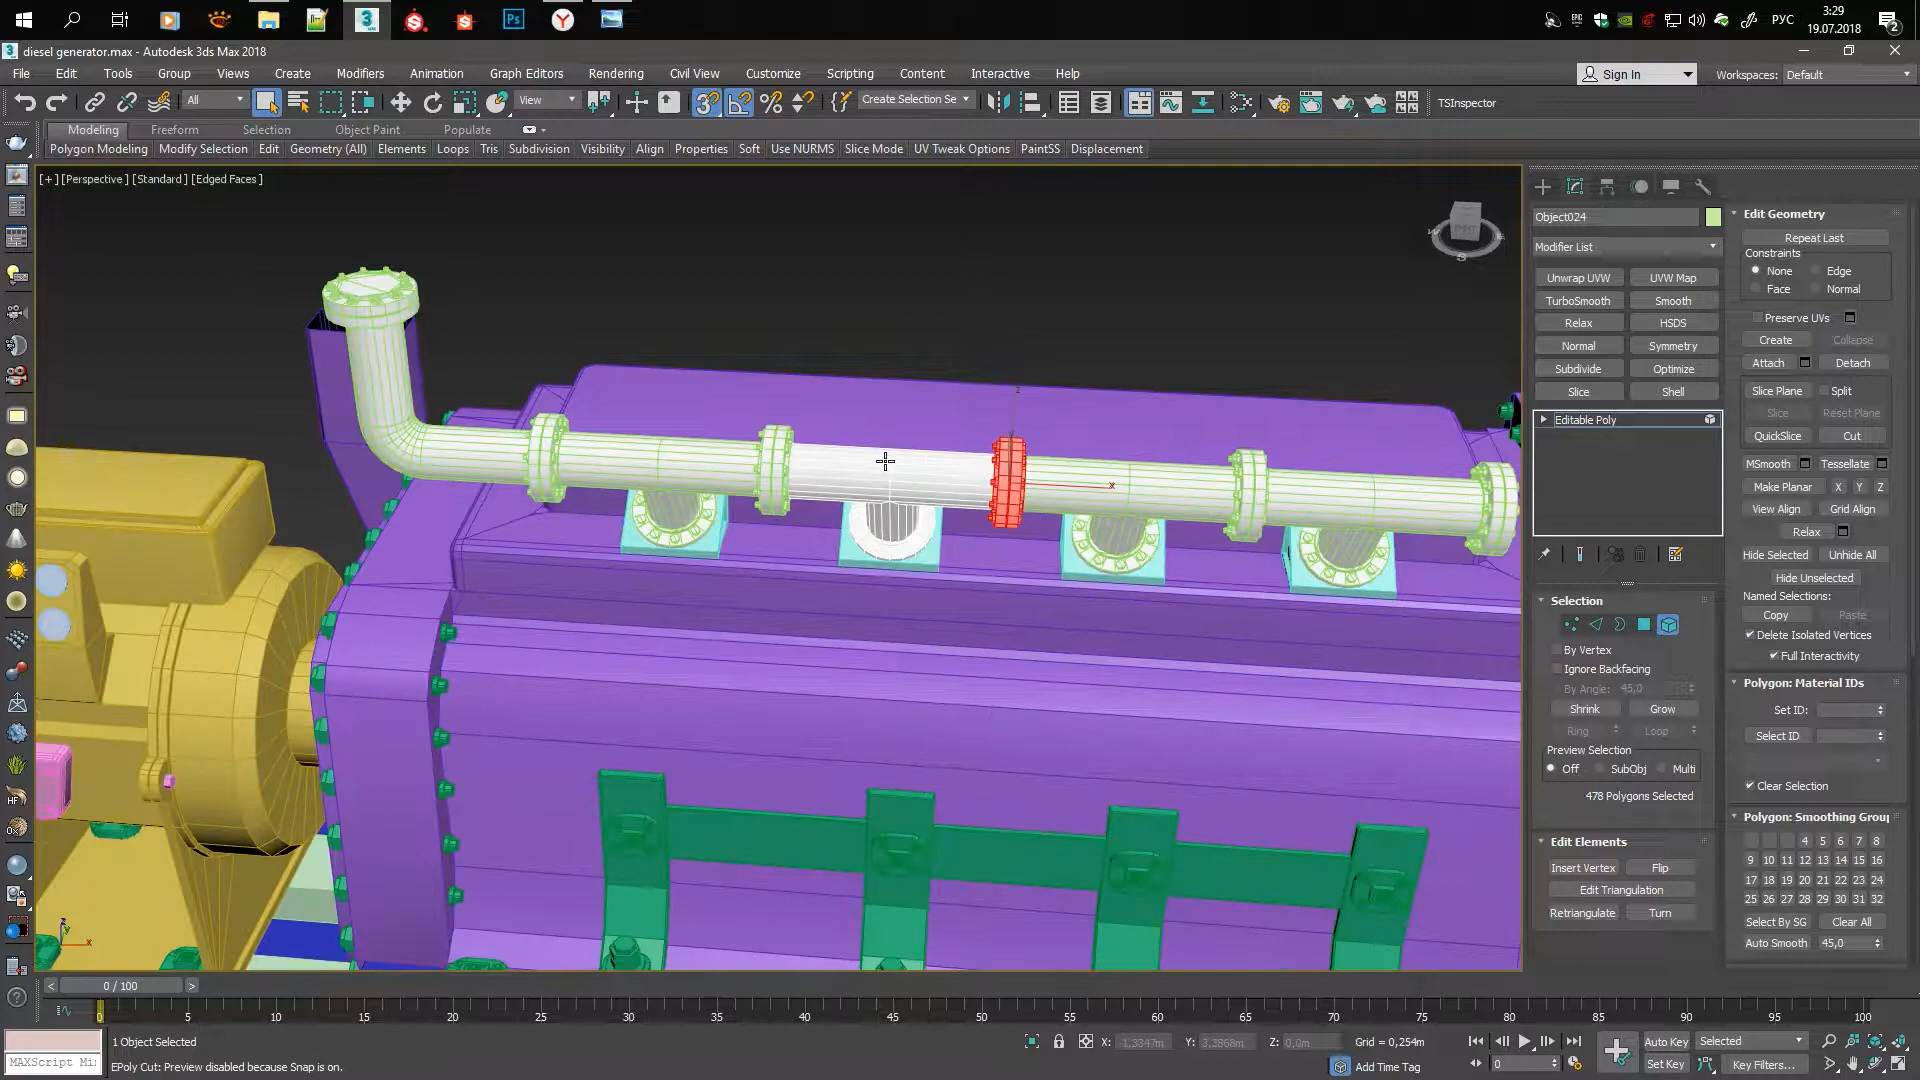 РУС
3:29
19.07.2018
2
diesel generator.max - Autodesk 3ds Max 2018
File Edit Tools Group Views Create Modifiers Animation Graph Editors Rendering Civil View Customize Scripting Content Interactive Help
Sign In
Workspaces: Default
All
View
Create Selection Se
TSInspector
Modeling Freeform Selection Object Paint Populate
Polygon Modeling Modify Selection Edit Geometry (All) Elements Loops Tris Subdivision Visibility Align Properties Soft Use NURMS Slice Mode UV Tweak Options PaintSS Displacement
[+] [Perspective] [Standard] [Edged Faces]
Object024
Modifier List
Unwrap UVW UVW Map
TurboSmooth Smooth
Relax HSDS
Normal Symmetry
Subdivide Optimize
Slice Shell
Editable Poly
Selection
By Vertex
Ignore Backfacing
By Angle: 45,0
Shrink Grow
Ring Loop
Preview Selection
Off SubObj Multi
478 Polygons Selected
Edit Elements
Insert Vertex Flip
Edit Triangulation
Retriangulate Turn
Edit Geometry
Repeat Last
Constraints
None Edge
Face Normal
Preserve UVs
Create Collapse
Attach Detach
Slice Plane Split
Slice Reset Plane
QuickSlice Cut
MSmooth Tessellate
Make Planar X Y Z
View Align Grid Align
Relax
Hide Selected Unhide All
Hide Unselected
Named Selections:
Copy Paste
Delete Isolated Vertices
Full Interactivity
Polygon: Material IDs
Set ID:
Select ID
Clear Selection
Polygon: Smoothing Group
4 5 6 7 8
9 10 11 12 13 14 15 16
17 18 19 20 21 22 23 24
25 26 27 28 29 30 31 32
Select By SG Clear All
Auto Smooth 45,0
< 0 / 100 >
0 5 10 15 20 25 30 35 40 45 50 55 60 65 70 75 80 85 90 95 100
1 Object Selected
X: -1,3347m Y: 3,3868m Z: 0,0m Grid = 0,254m
Auto Key Selected
MAXScript Mi
EPoly Cut: Preview disabled because Snap is on.
Add Time Tag
0
Set Key Key Filters...